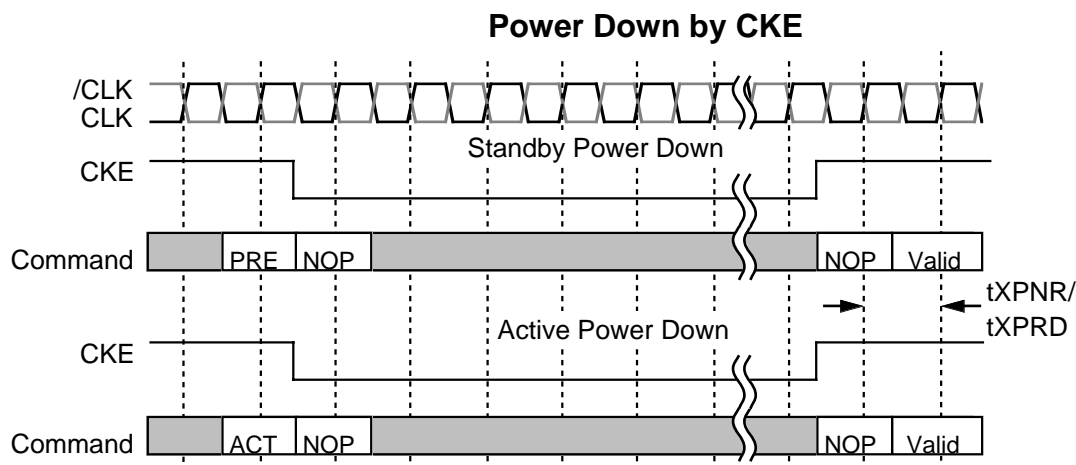 Power Down by CKE
/CLK
CLK
Standby Power Down
CKE
Command PRE NOP NOP Valid
tXPNR/
tXPRD
Active Power Down
CKE
Command ACT NOP NOP Valid